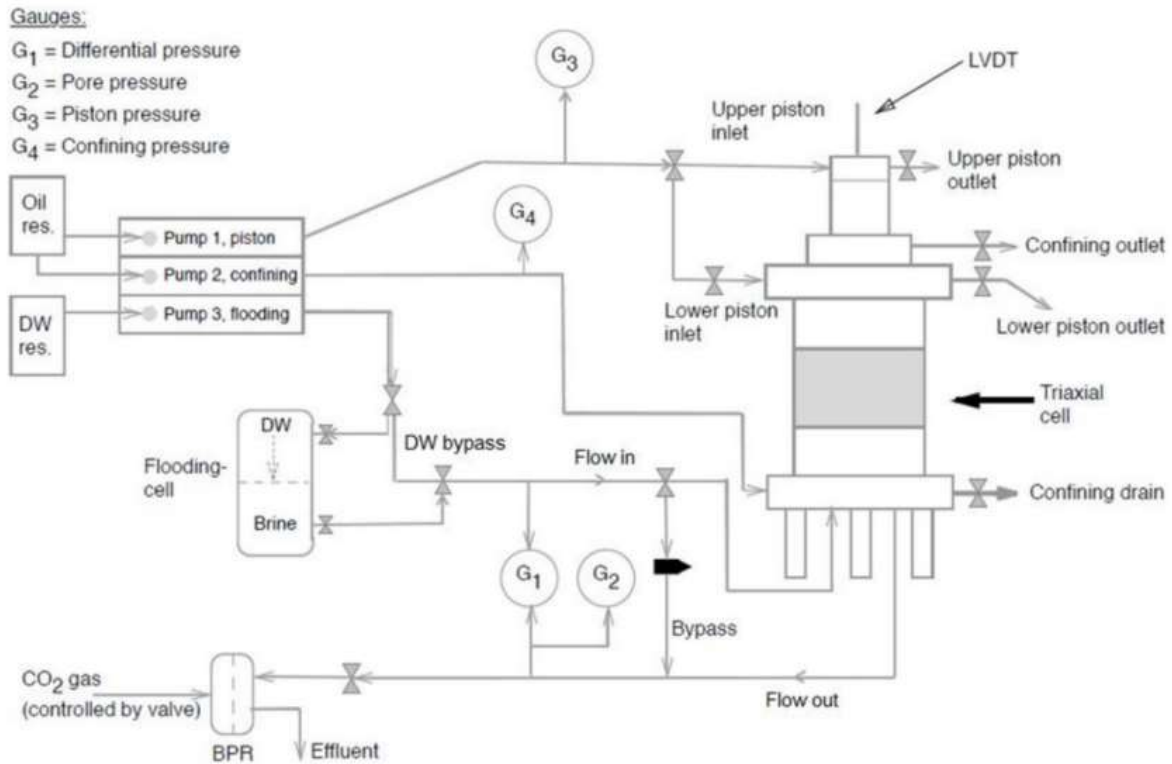 Gauges:
G1 = Differential pressure
G2 = Pore pressure
G3 = Piston pressure
G4 = Confining pressure
G3
LVDT
Upper piston
inlet
Upper piston
outlet
Oil
res.
G4
Pump 1, piston
Confining outlet
Pump 2, confining
DW
res.
Pump 3, flooding
Lower piston
inlet
Lower piston outlet
Triaxial
cell
DW
DW bypass
Flow in
Flooding-
cell
Confining drain
Brine
G1
G2
Bypass
CO2 gas
(controlled by valve)
Flow out
BPR
Effluent